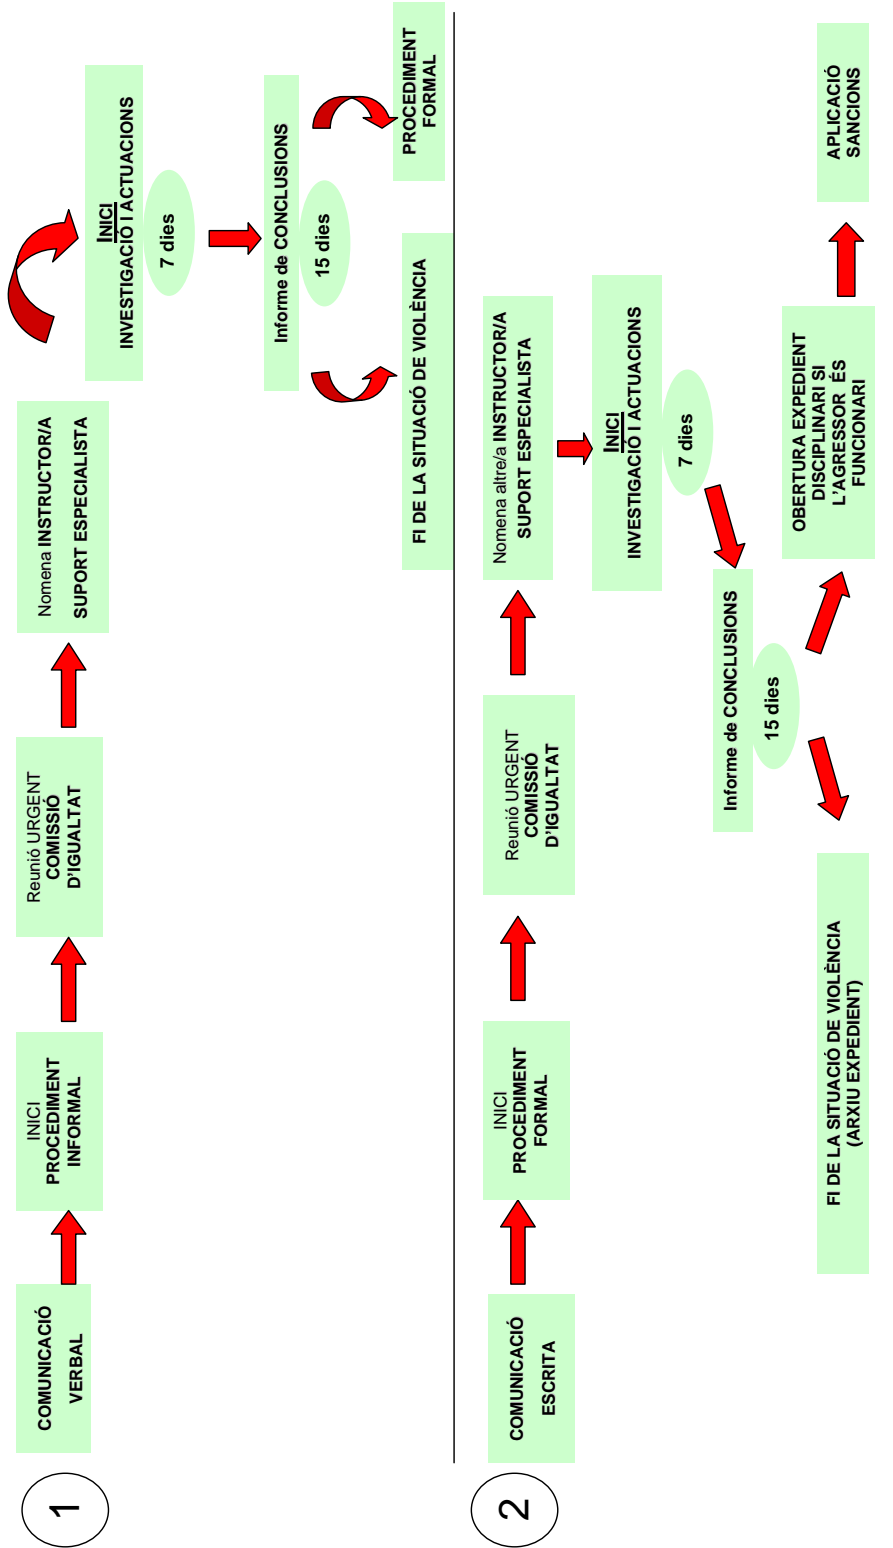 1
COMUNICACIÓ
VERBAL
INICI
PROCEDIMENT
INFORMAL
Reunió URGENT
COMISSIÓ
D'IGUALTAT
Nomena INSTRUCTOR/A
SUPORT ESPECIALISTA
INICI
INVESTIGACIÓ I ACTUACIONS
7 dies
Informe de CONCLUSIONS
15 dies
FI DE LA SITUACIÓ DE VIOLÈNCIA
PROCEDIMENT
FORMAL
2
COMUNICACIÓ
ESCRITA
INICI
PROCEDIMENT
FORMAL
Reunió URGENT
COMISSIÓ
D'IGUALTAT
Nomena altre/a INSTRUCTOR/A
SUPORT ESPECIALISTA
INICI
INVESTIGACIÓ I ACTUACIONS
7 dies
Informe de CONCLUSIONS
15 dies
FI DE LA SITUACIÓ DE VIOLÈNCIA
(ARXIU EXPEDIENT)
OBERTURA EXPEDIENT
DISCIPLINARI SI
L'AGRESSOR ÉS
FUNCIONARI
APLICACIÓ
SANCIONS